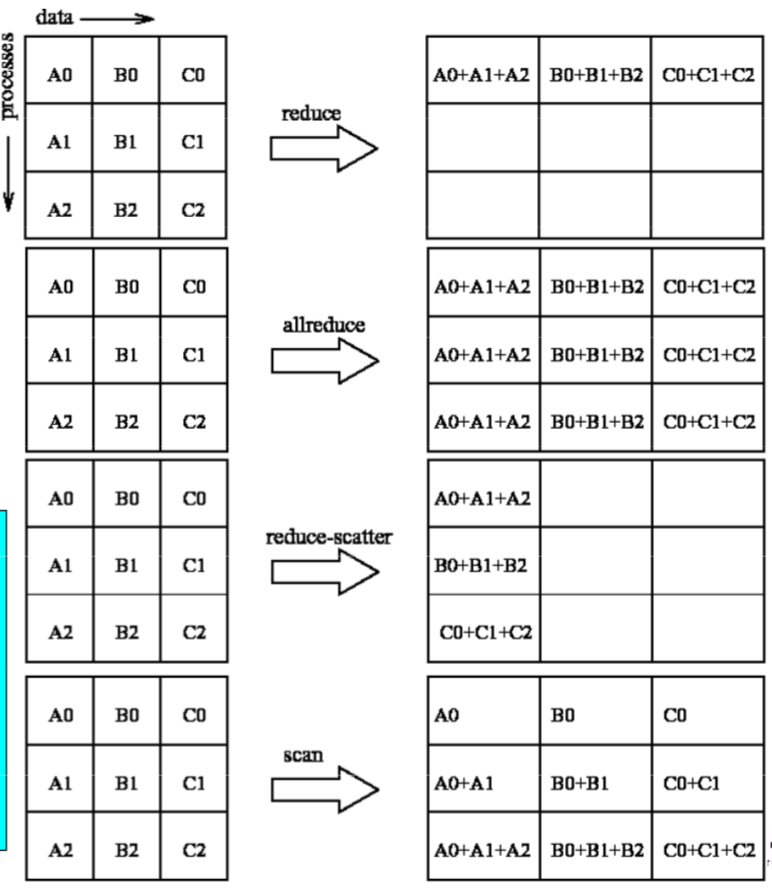 data
processes
A0 B0 C0 A0+A1+A2 B0+B1+B2 C0+C1+C2
reduce
A1 B1 C1
A2 B2 C2
A0 B0 C0 A0+A1+A2 B0+B1+B2 C0+C1+C2
allreduce
A1 B1 C1 A0+A1+A2 B0+B1+B2 C0+C1+C2
A2 B2 C2 A0+A1+A2 B0+B1+B2 C0+C1+C2
A0 B0 C0 A0+A1+A2
reduce-scatter
A1 B1 C1 B0+B1+B2
A2 B2 C2 C0+C1+C2
A0 B0 C0 A0 B0 C0
scan
A1 B1 C1 A0+A1 B0+B1 C0+C1
A2 B2 C2 A0+A1+A2 B0+B1+B2 C0+C1+C2